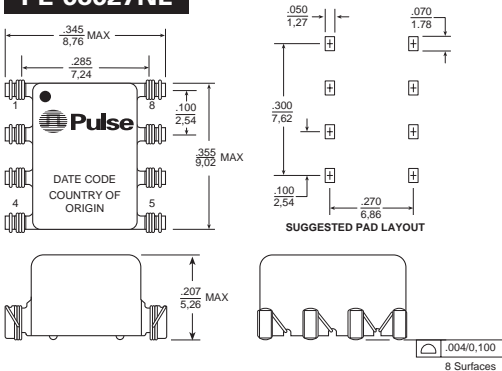 .345
8,76 MAX
.285
7,24
1
8
.100
2,54
Pulse
.355
9,02 MAX
DATE CODE
COUNTRY OF
ORIGIN
4
5
.050
1,27
.070
1.78
.300
7,62
.100
2,54
.270
6,86
SUGGESTED PAD LAYOUT
.207
5,26 MAX
.004/0,100
8 Surfaces